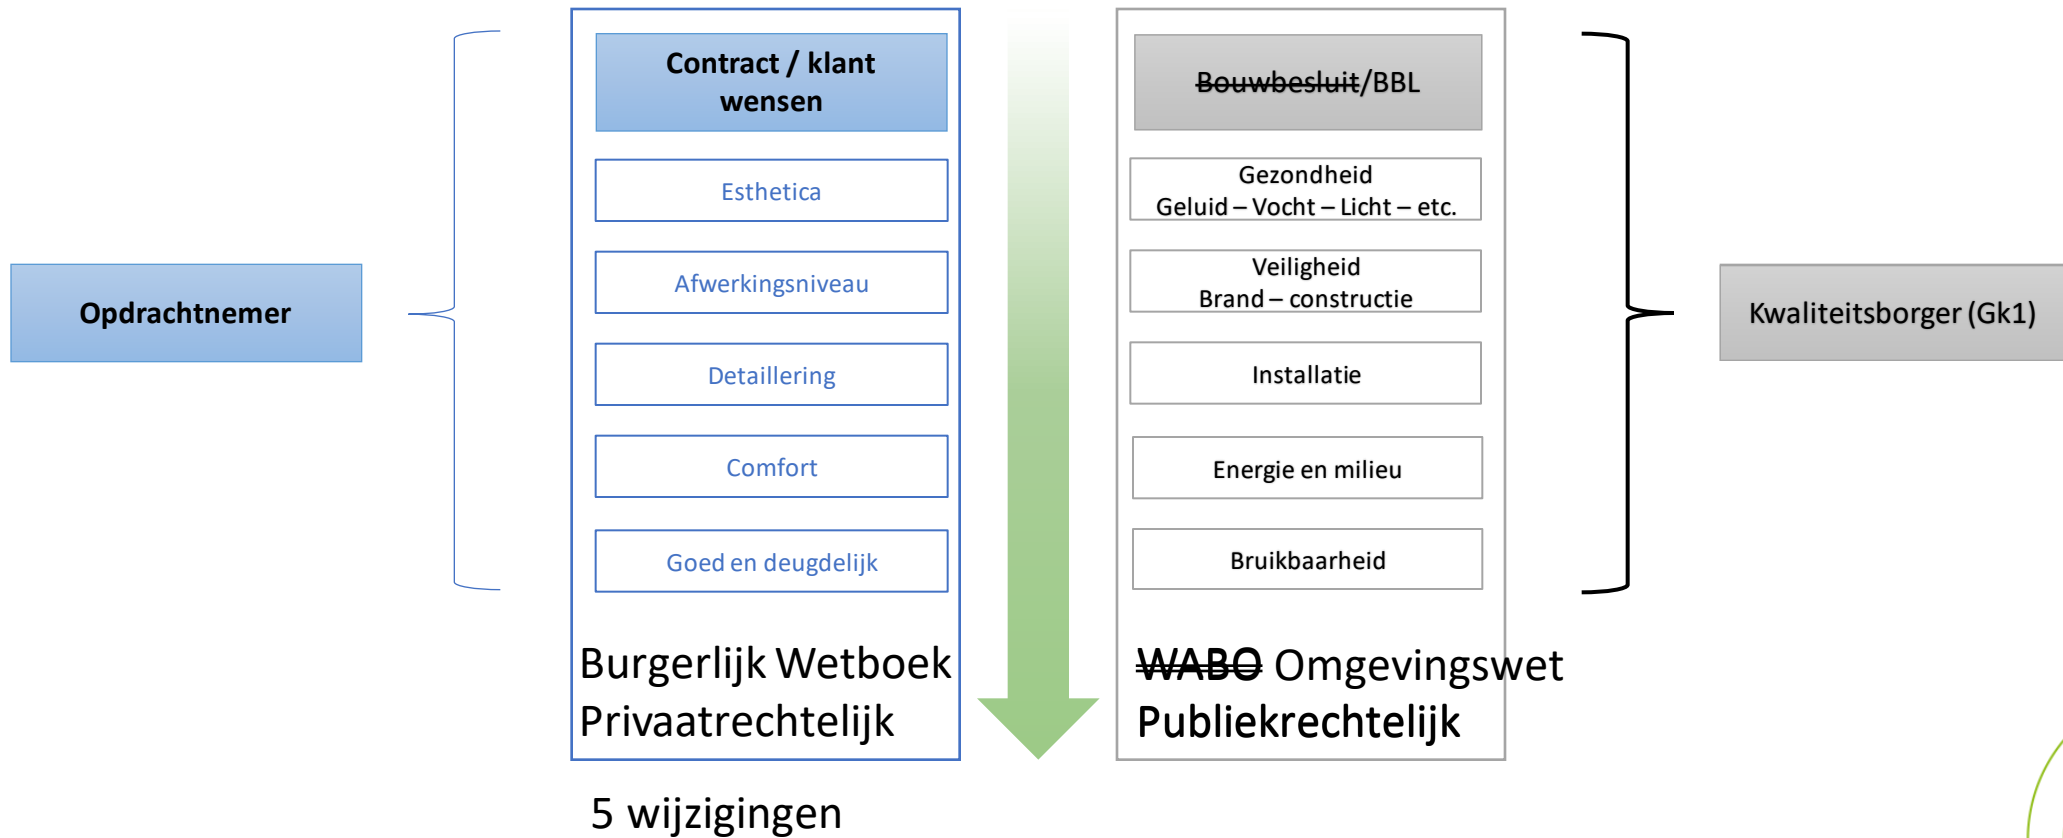 Opdrachtnemer
Contract / klant
wensen
Esthetica
Afwerkingsniveau
Detaillering
Comfort
Goed en deugdelijk
Burgerlijk Wetboek
Privaatrechtelijk
5 wijzigingen
Bouwbesluit/BBL
Gezondheid
Geluid – Vocht – Licht – etc.
Veiligheid
Brand – constructie
Installatie
Energie en milieu
Bruikbaarheid
WABO Omgevingswet
Publiekrechtelijk
Kwaliteitsborger (Gk1)